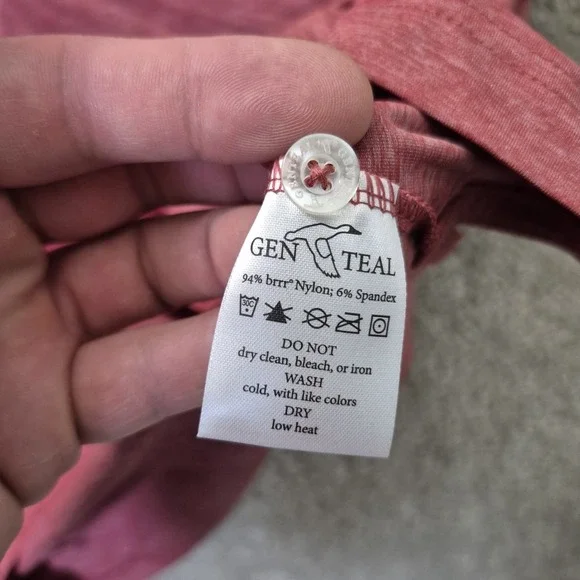 GEN TEAL
94% brrr® Nylon; 6% Spandex
30C
DO NOT
dry clean, bleach, or iron
WASH
cold, with like colors
DRY
low heat